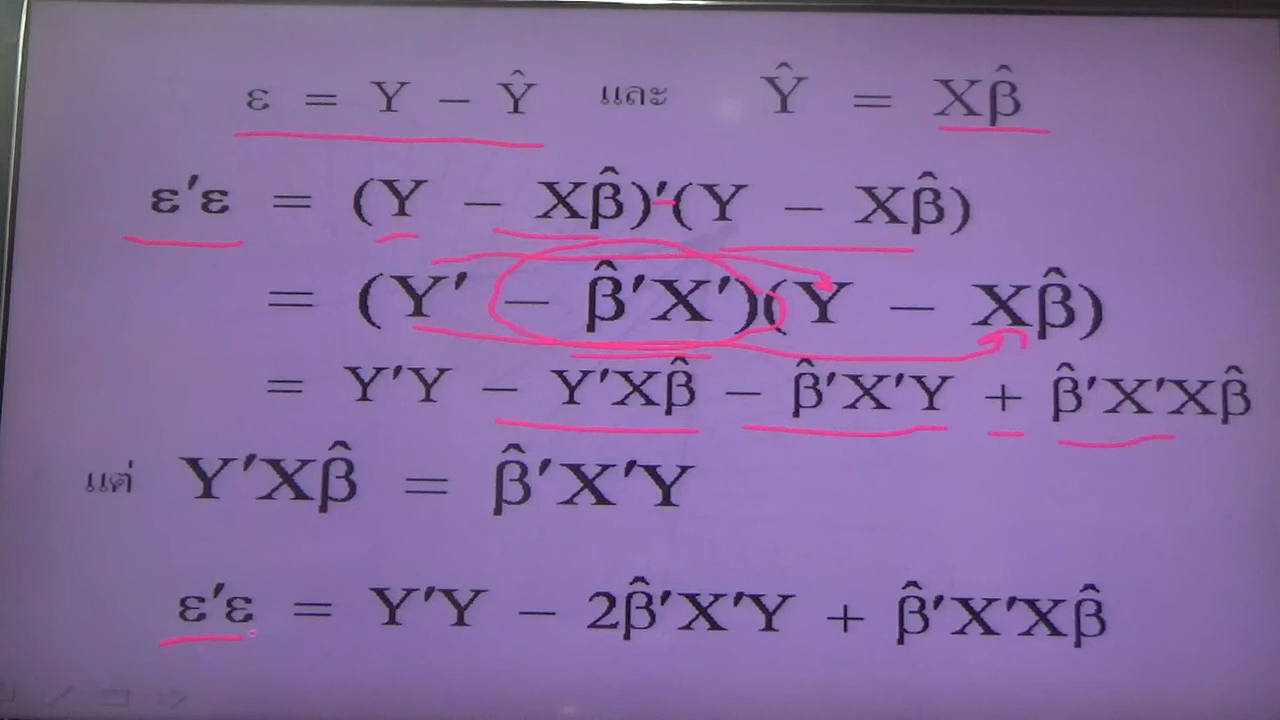 ε = Y − Ŷ และ Ŷ = Xβ̂
ε′ε = (Y − Xβ̂)′(Y − Xβ̂)
= (Y′ − β̂′X′)(Y − Xβ̂)
= Y′Y − Y′Xβ̂ − β̂′X′Y + β̂′X′Xβ̂
แต่ Y′Xβ̂ = β̂′X′Y
ε′ε = Y′Y − 2β̂′X′Y + β̂′X′Xβ̂